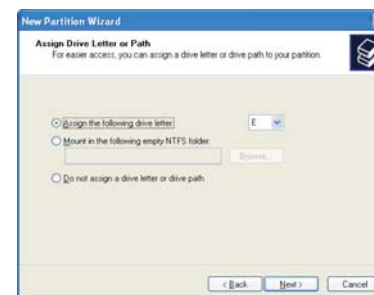 New Partition Wizard
Assign Drive Letter or Path
For easier access, you can assign a drive letter or drive path to your partition.
Assign the following drive letter:
E
Mount in the following empty NTFS folder:
Browse...
Do not assign a drive letter or drive path
< Back
Next >
Cancel